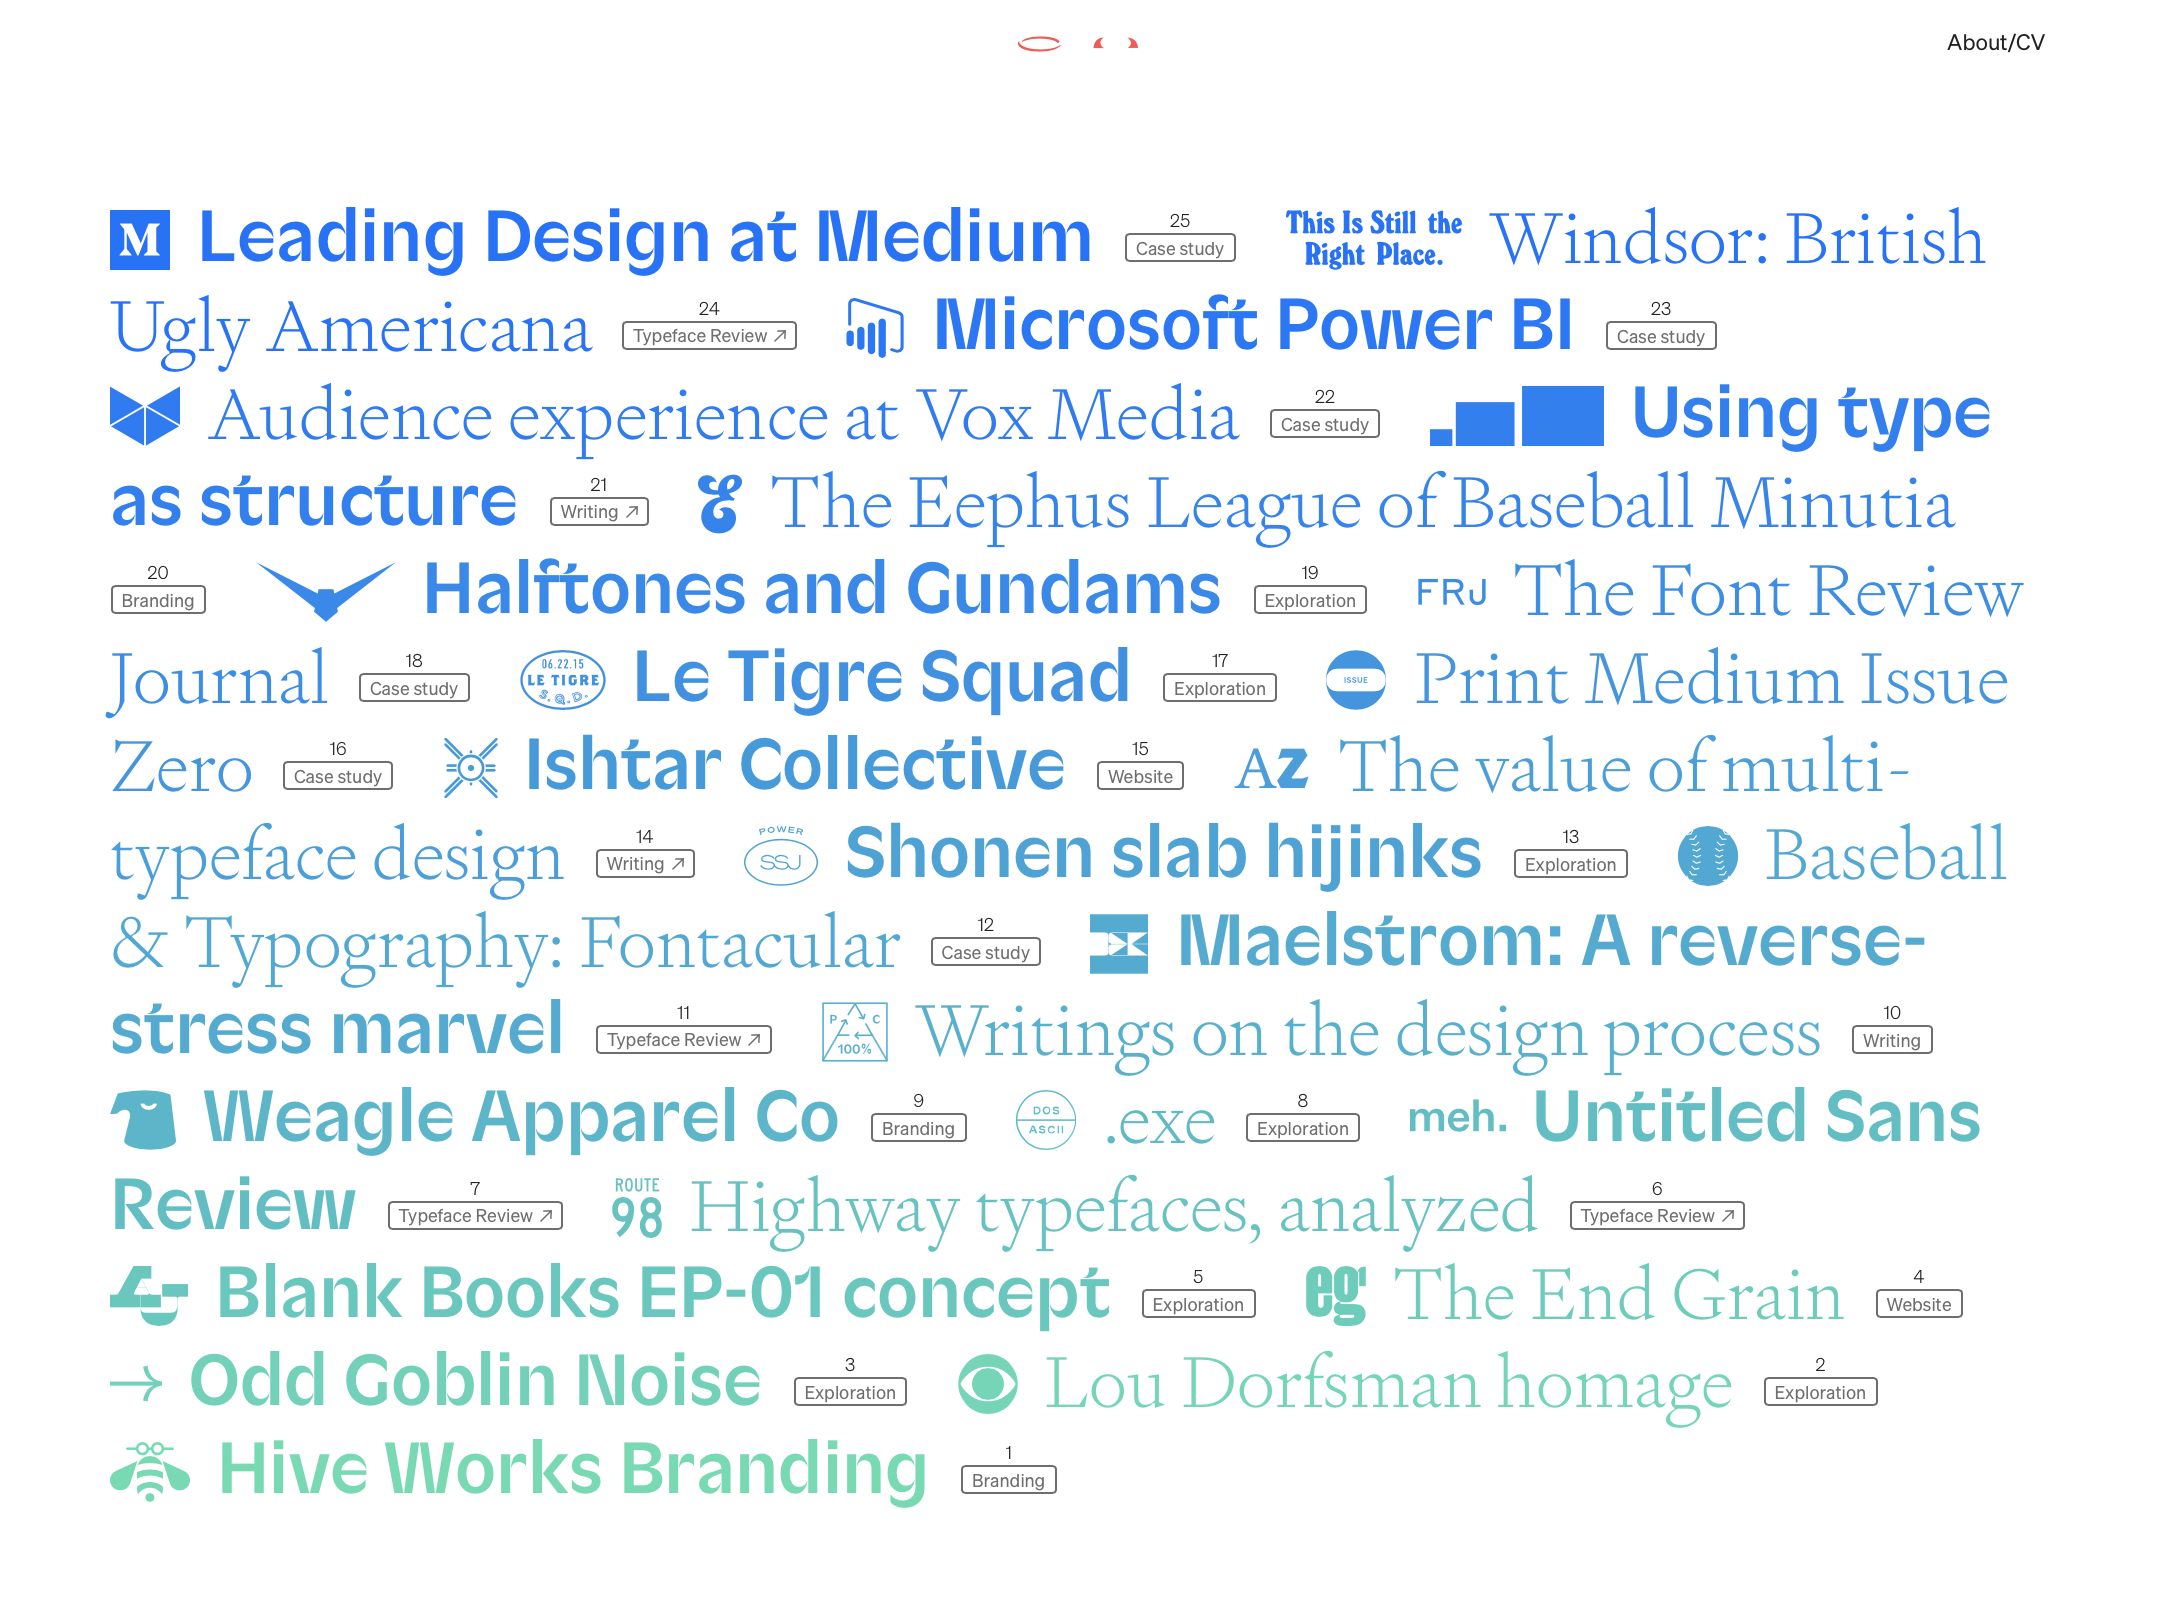 About/CV
M Leading Design at Medium 25 Case study This Is Still the Right Place. Windsor: British
Ugly Americana 24 Typeface Review ↗ Microsoft Power BI 23 Case study
Audience experience at Vox Media 22 Case study Using type
as structure 21 Writing ↗ The Eephus League of Baseball Minutia
20 Branding Halftones and Gundams 19 Exploration FRJ The Font Review
Journal 18 Case study 06.22.15 LE TIGRE S.Q.D. Le Tigre Squad 17 Exploration ISSUE Print Medium Issue
Zero 16 Case study Ishtar Collective 15 Website AZ The value of multi-
typeface design 14 Writing ↗ POWER SSJ Shonen slab hijinks 13 Exploration Baseball
& Typography: Fontacular 12 Case study Maelstrom: A reverse-
stress marvel 11 Typeface Review ↗ P C 100% Writings on the design process 10 Writing
Weagle Apparel Co 9 Branding DOS ASCII .exe 8 Exploration meh. Untitled Sans
Review 7 Typeface Review ↗ ROUTE 98 Highway typefaces, analyzed 6 Typeface Review ↗
Blank Books EP-01 concept 5 Exploration eg The End Grain 4 Website
Odd Goblin Noise 3 Exploration Lou Dorfsman homage 2 Exploration
Hive Works Branding 1 Branding